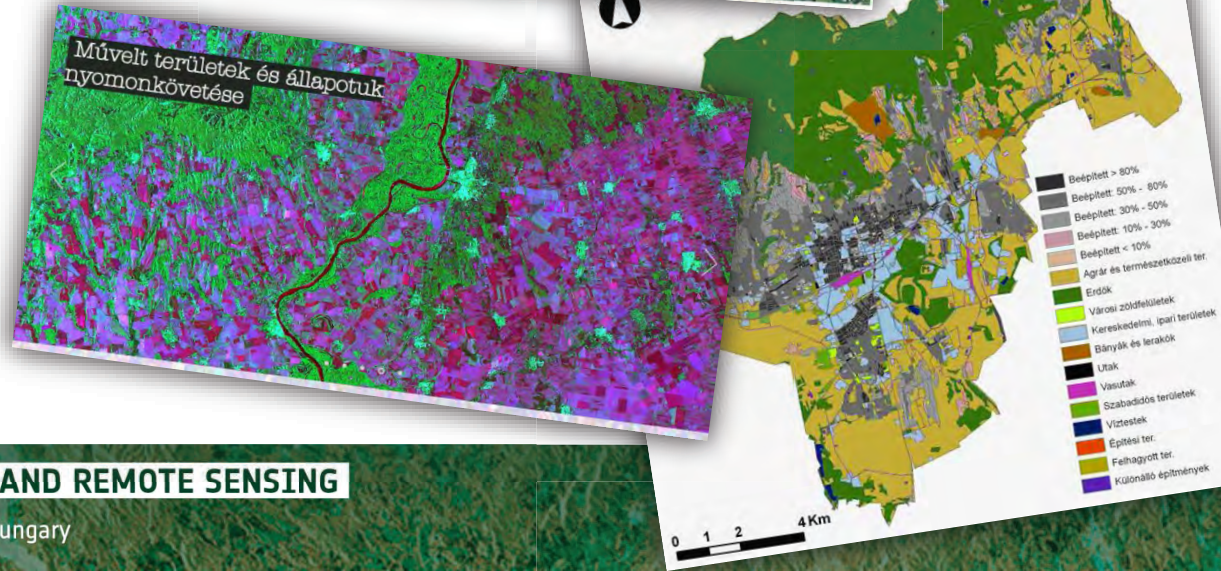 Művelt területek és állapotuk
nyomonkövetése
Beépített > 80%
Beépített: 50% - 80%
Beépített: 30% - 50%
Beépített: 10% - 30%
Beépített < 10%
Agrár és természetközeli ter.
Erdők
Városi zöldfelületek
Kereskedelmi, ipari területek
Bányák és lerakók
Utak
Vasutak
Szabadidős területek
Víztestek
Építési ter.
Felhagyott ter.
Különálló építmények
0 1 2 4 Km
AND REMOTE SENSING
ungary